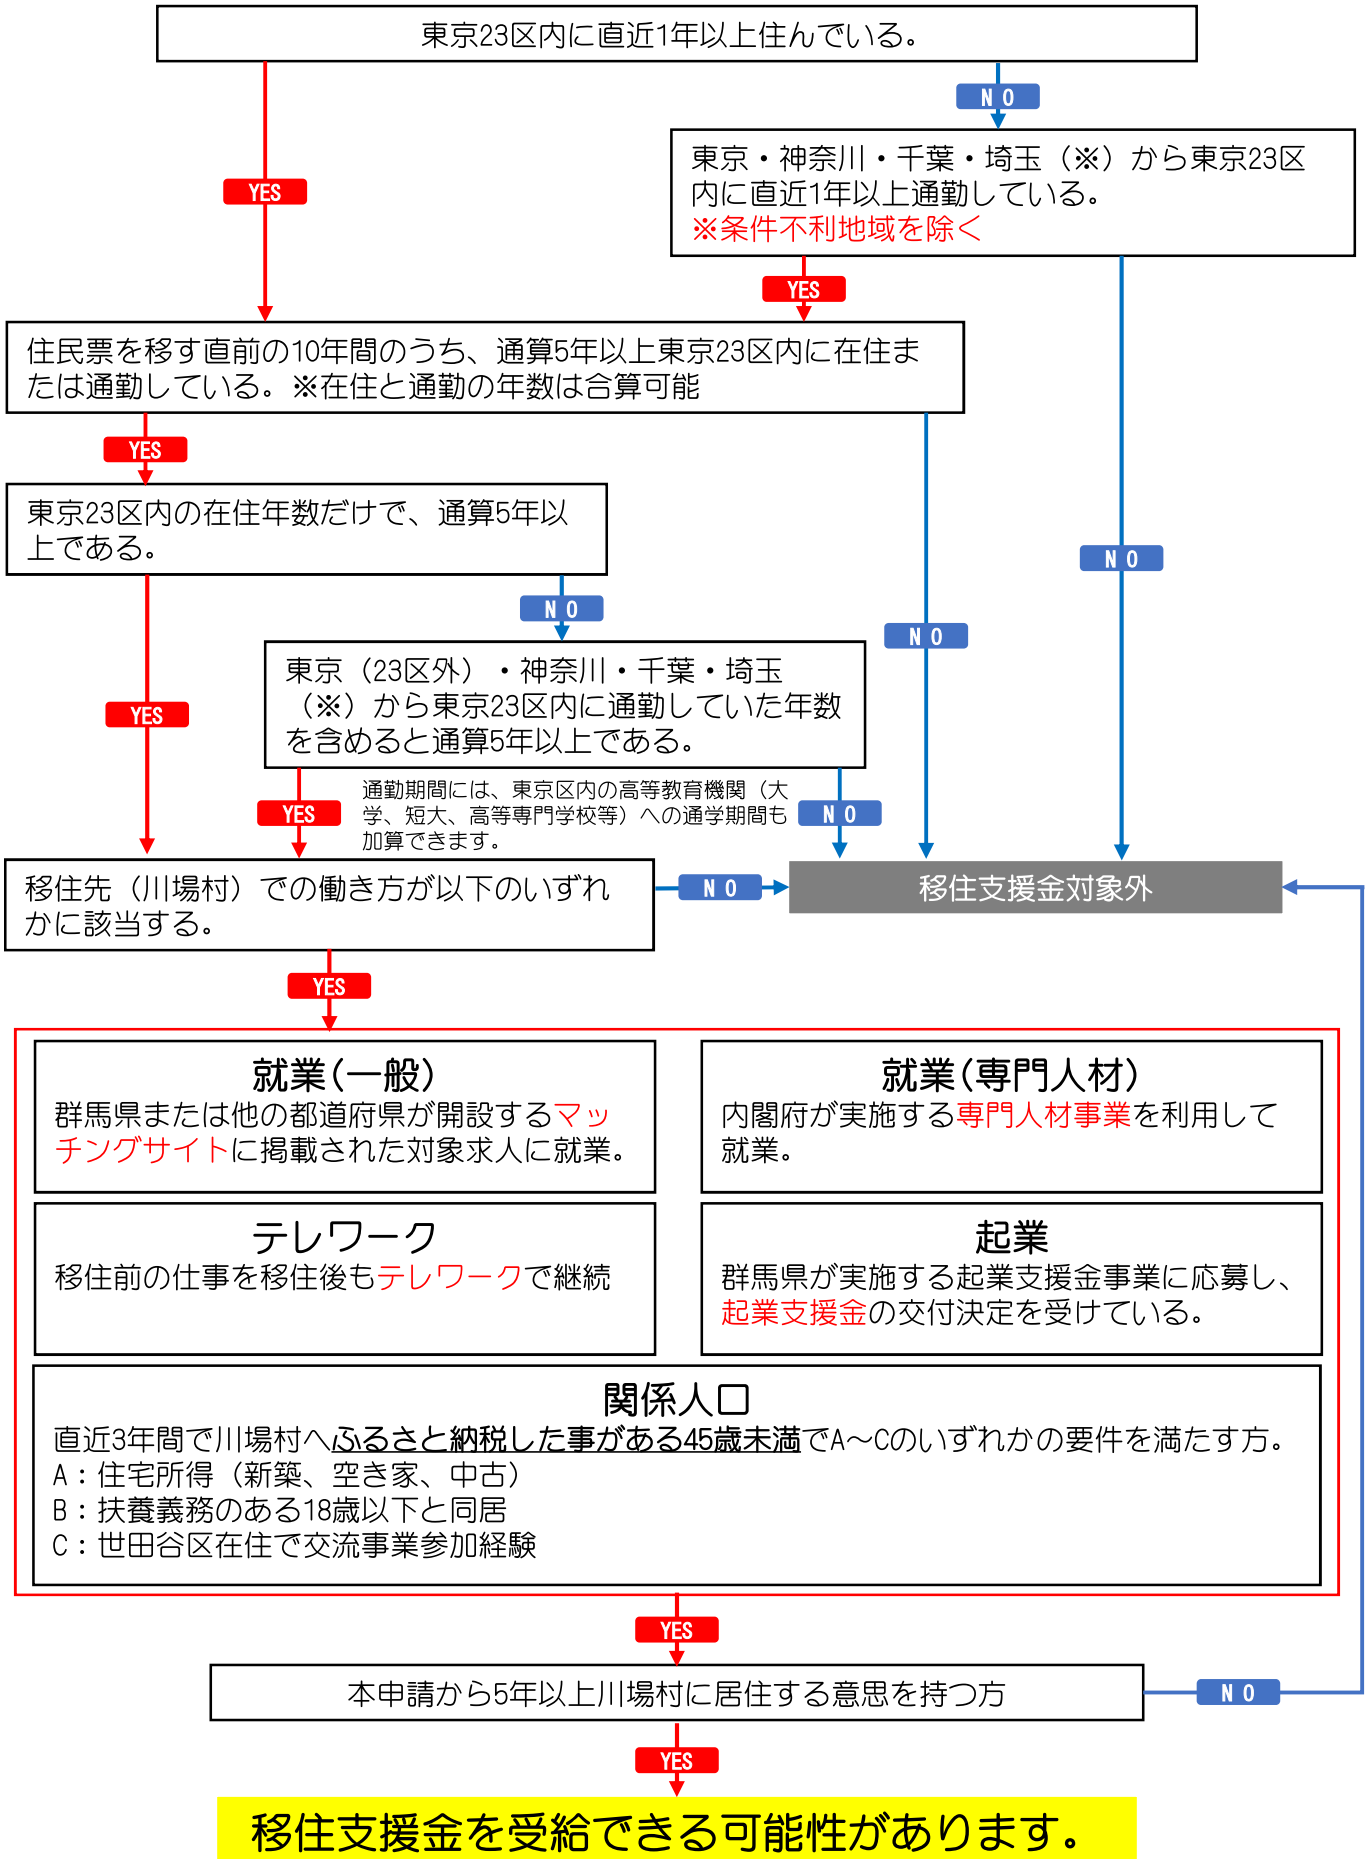 東京23区内に直近1年以上住んでいる。
NO
東京・神奈川・千葉・埼玉（※）から東京23区
内に直近1年以上通勤している。
※条件不利地域を除く
YES
YES
住民票を移す直前の10年間のうち、通算5年以上東京23区内に在住ま
たは通勤している。※在住と通勤の年数は合算可能
YES
東京23区内の在住年数だけで、通算5年以
上である。
NO
NO
NO
東京（23区外）・神奈川・千葉・埼玉
（※）から東京23区内に通勤していた年数
を含めると通算5年以上である。
YES
YES
通勤期間には、東京区内の高等教育機関（大
学、短大、高等専門学校等）への通学期間も
加算できます。
NO
移住先（川場村）での働き方が以下のいずれ
かに該当する。
NO
移住支援金対象外
YES
就業(一般)
群馬県または他の都道府県が開設するマッ
チングサイトに掲載された対象求人に就業。
就業(専門人材)
内閣府が実施する専門人材事業を利用して
就業。
テレワーク
移住前の仕事を移住後もテレワークで継続
起業
群馬県が実施する起業支援金事業に応募し、
起業支援金の交付決定を受けている。
関係人口
直近3年間で川場村へふるさと納税した事がある45歳未満でA～Cのいずれかの要件を満たす方。
A：住宅所得（新築、空き家、中古）
B：扶養義務のある18歳以下と同居
C：世田谷区在住で交流事業参加経験
YES
本申請から5年以上川場村に居住する意思を持つ方
NO
YES
移住支援金を受給できる可能性があります。